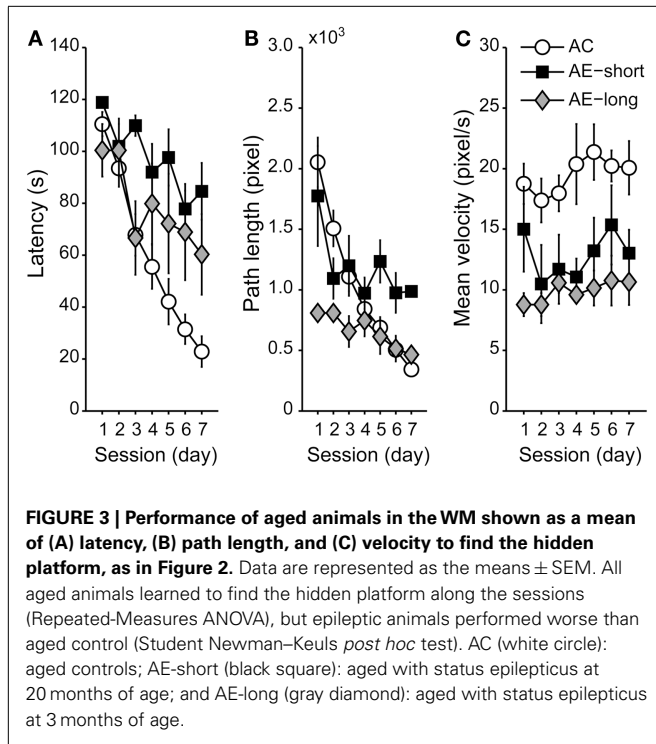 A
B
C
140
120
100
80
60
40
20
0
Latency (s)
1 2 3 4 5 6 7
Session (day)
×10³
3.0
2.5
2.0
1.5
1.0
0.5
0
Path length (pixel)
1 2 3 4 5 6 7
Session (day)
30
25
20
15
10
5
0
Mean velocity (pixel/s)
AC
AE−short
AE−long
1 2 3 4 5 6 7
Session (day)
FIGURE 3 | Performance of aged animals in the WM shown as a mean
of (A) latency, (B) path length, and (C) velocity to find the hidden
platform, as in Figure 2. Data are represented as the means ± SEM. All
aged animals learned to find the hidden platform along the sessions
(Repeated-Measures ANOVA), but epileptic animals performed worse than
aged control (Student Newman–Keuls post hoc test). AC (white circle):
aged controls; AE-short (black square): aged with status epilepticus at
20 months of age; and AE-long (gray diamond): aged with status epilepticus
at 3 months of age.